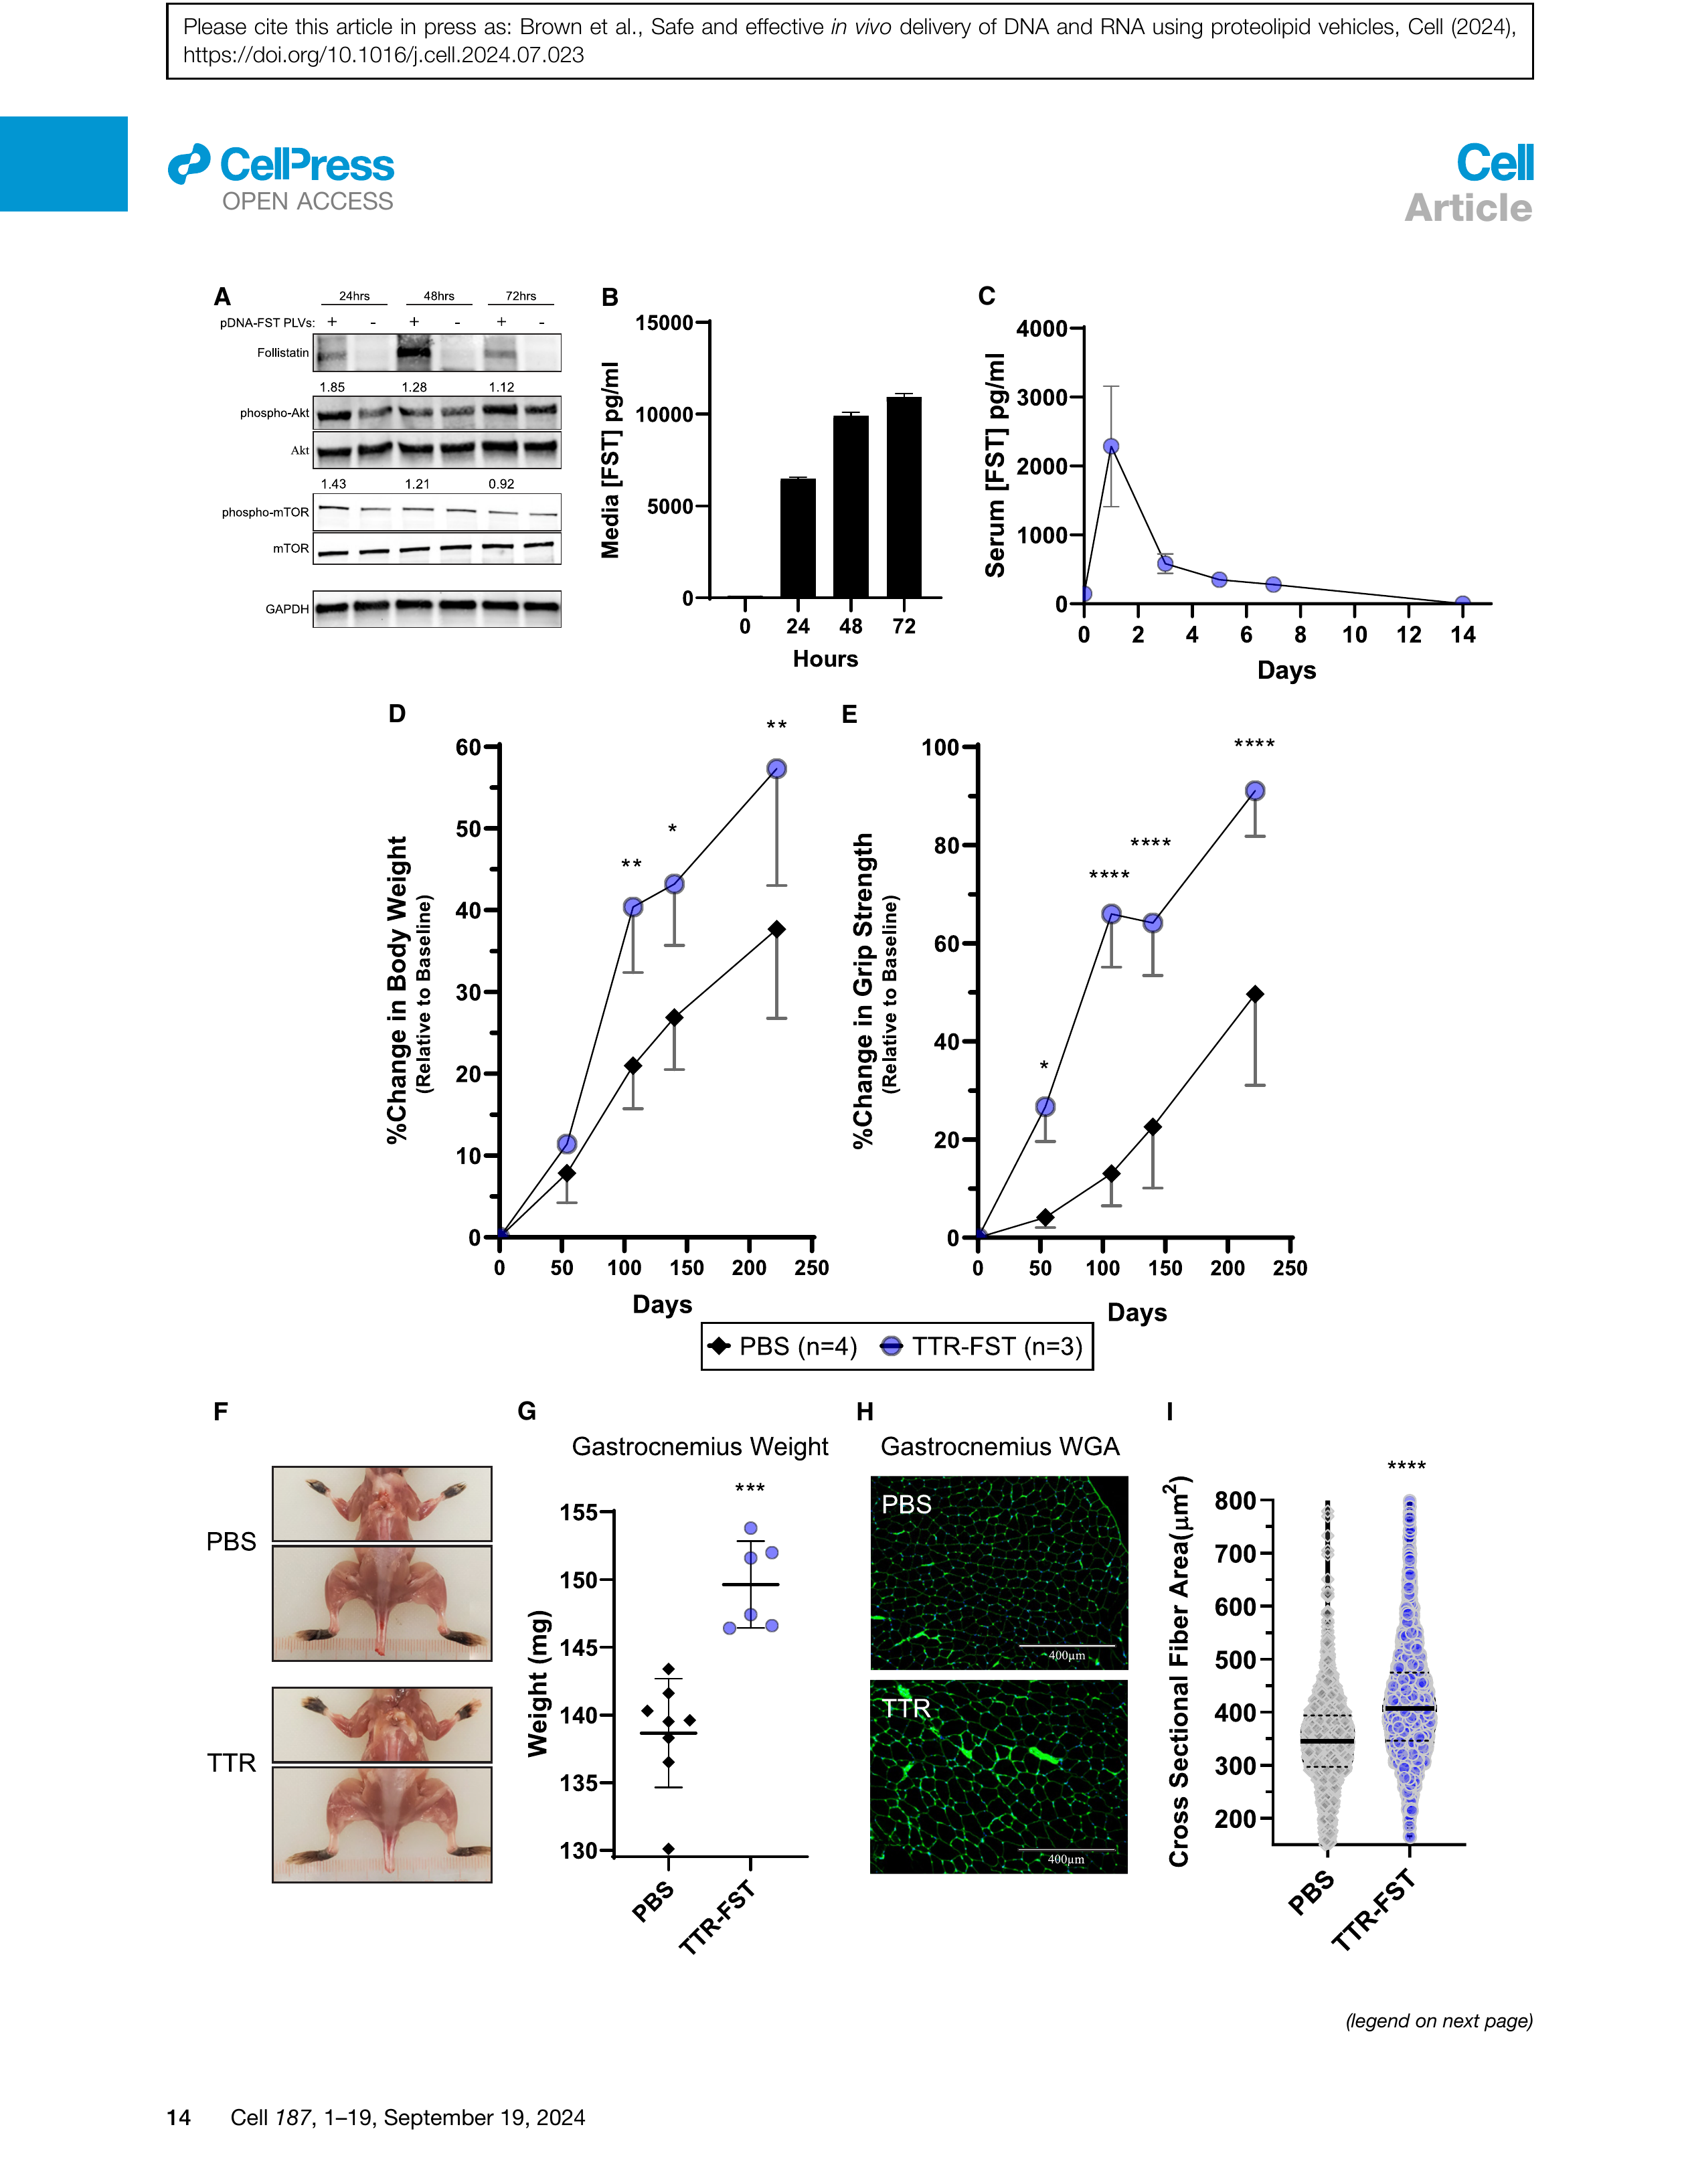 Please cite this article in press as: Brown et al., Safe and effective in vivo delivery of DNA and RNA using proteolipid vehicles, Cell (2024),
https://doi.org/10.1016/j.cell.2024.07.023
CellPress
OPEN ACCESS
Cell
Article
A
24hrs 48hrs 72hrs
pDNA-FST PLVs: + - + - + -
Follistatin
1.85 1.28 1.12
phospho-Akt
Akt
1.43 1.21 0.92
phospho-mTOR
mTOR
GAPDH
B
Media [FST] pg/ml
15000
10000
5000
0
0 24 48 72
Hours
C
Serum [FST] pg/ml
4000
3000
2000
1000
0
0 2 4 6 8 10 12 14
Days
D
%Change in Body Weight
(Relative to Baseline)
60
50
40
30
20
10
0
** * **
0 50 100 150 200 250
Days
E
%Change in Grip Strength
(Relative to Baseline)
100
80
60
40
20
0
* **** **** ****
0 50 100 150 200 250
Days
PBS (n=4) TTR-FST (n=3)
F
PBS
TTR
G
Gastrocnemius Weight
***
Weight (mg)
155
150
145
140
135
130
PBS TTR-FST
H
Gastrocnemius WGA
PBS
400μm
TTR
400μm
I
****
Cross Sectional Fiber Area(μm²)
800
700
600
500
400
300
200
PBS TTR-FST
(legend on next page)
14 Cell 187, 1–19, September 19, 2024